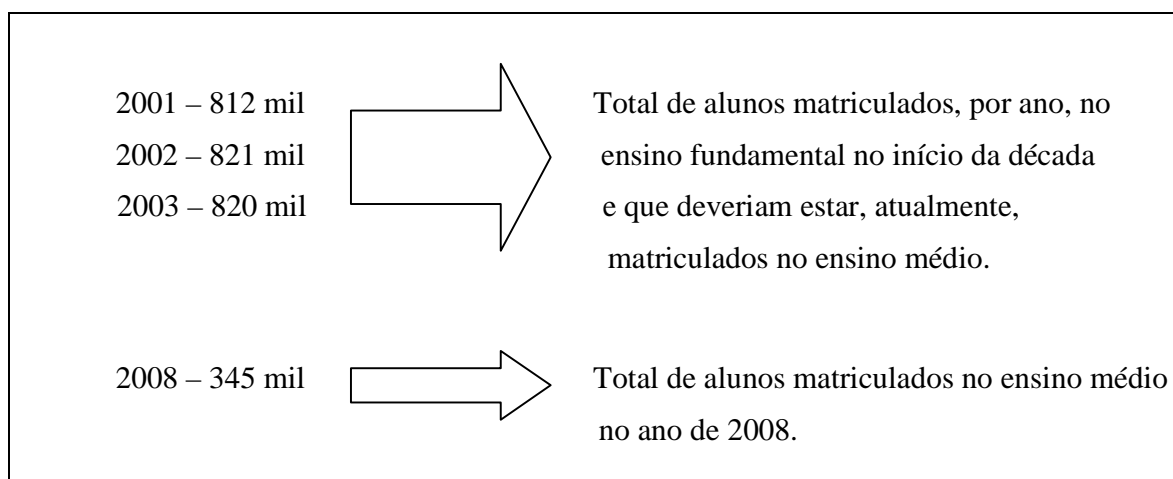 2001 – 812 mil
2002 – 821 mil
2003 – 820 mil
Total de alunos matriculados, por ano, no
ensino fundamental no início da década
e que deveriam estar, atualmente,
matriculados no ensino médio.
2008 – 345 mil
Total de alunos matriculados no ensino médio
no ano de 2008.